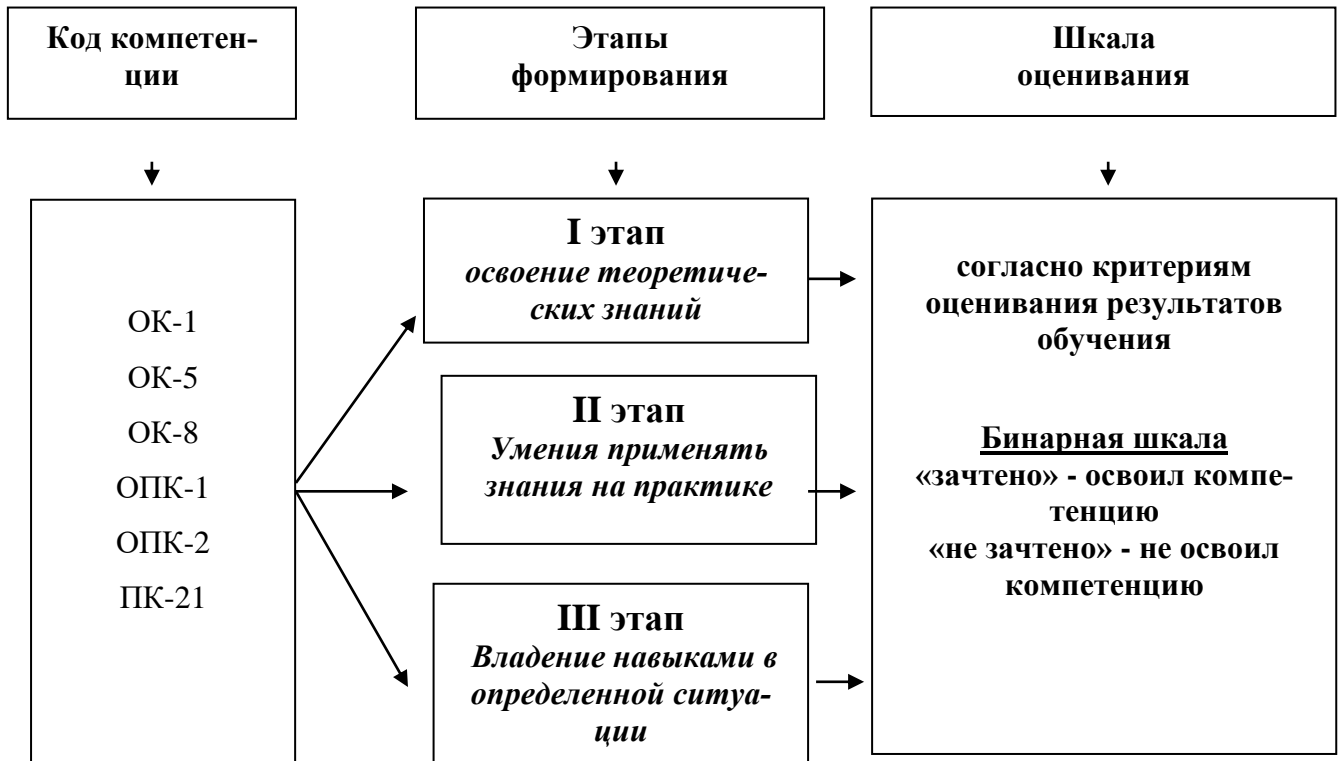 Код компетен-
ции
Этапы
формирования
Шкала
оценивания
ОК-1
ОК-5
ОК-8
ОПК-1
ОПК-2
ПК-21
I этап
освоение теоретиче-
ских знаний
II этап
Умения применять
знания на практике
III этап
Владение навыками в
определенной ситуа-
ции
согласно критериям
оценивания результатов
обучения
Бинарная шкала
«зачтено» - освоил компе-
тенцию
«не зачтено» - не освоил
компетенцию